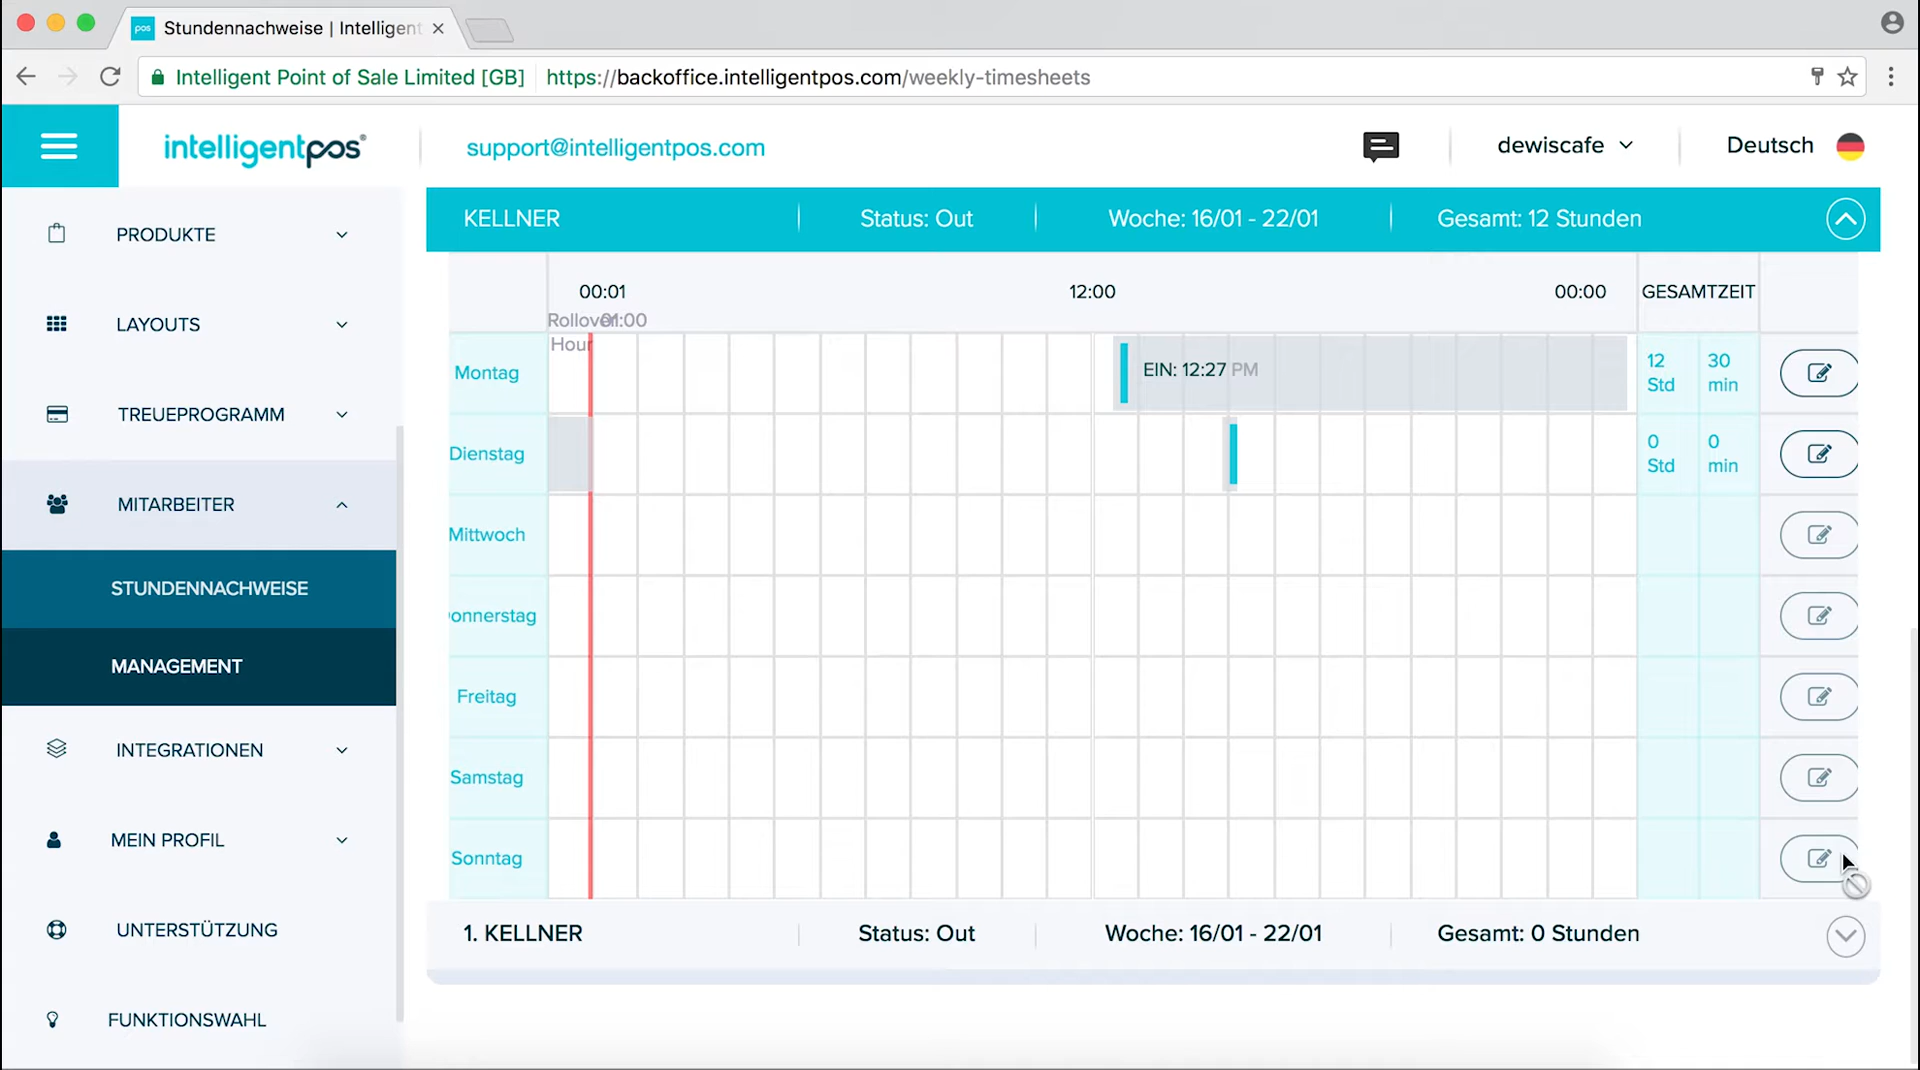 Stundennachweise | Intelligent
Intelligent Point of Sale Limited [GB]
https://backoffice.intelligentpos.com/weekly-timesheets
intelligentpos®
support@intelligentpos.com
dewiscafe
Deutsch
PRODUKTE
LAYOUTS
TREUEPROGRAMM
MITARBEITER
STUNDENNACHWEISE
MANAGEMENT
INTEGRATIONEN
MEIN PROFIL
UNTERSTÜTZUNG
FUNKTIONSWAHL
KELLNER Status: Out Woche: 16/01 - 22/01 Gesamt: 12 Stunden
00:01 12:00 00:00 GESAMTZEIT
Rollover 01:00
Hour
Montag EIN: 12:27 PM 12 Std 30 min
Dienstag 0 Std 0 min
Mittwoch
onnerstag
Freitag
Samstag
Sonntag
1. KELLNER Status: Out Woche: 16/01 - 22/01 Gesamt: 0 Stunden